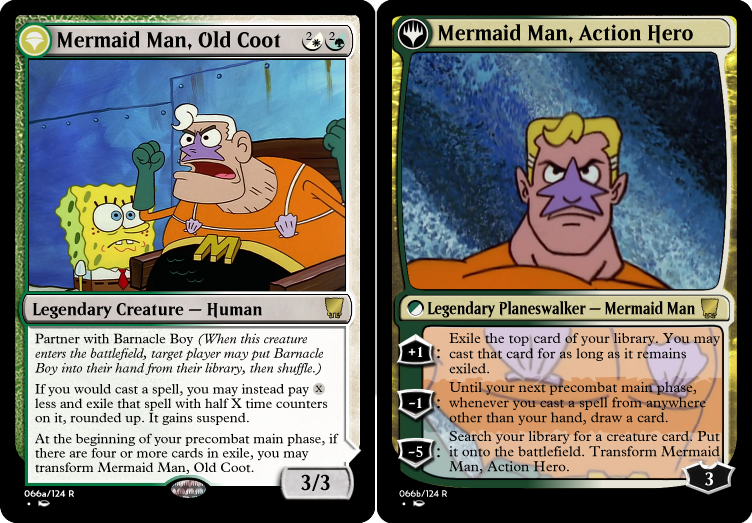 Mermaid Man, Old Coot 2 2
M
Legendary Creature — Human
Partner with Barnacle Boy (When this creature
enters the battlefield, target player may put Barnacle
Boy into their hand from their library, then shuffle.)
If you would cast a spell, you may instead pay X
less and exile that spell with half X time counters
on it, rounded up. It gains suspend.
At the beginning of your precombat main phase, if
there are four or more cards in exile, you may
transform Mermaid Man, Old Coot.
3/3
066a/124 R
Mermaid Man, Action Hero
Legendary Planeswalker — Mermaid Man
+1 : Exile the top card of your library. You may
cast that card for as long as it remains
exiled.
-1 : Until your next precombat main phase,
whenever you cast a spell from anywhere
other than your hand, draw a card.
-5 : Search your library for a creature card. Put
it onto the battlefield. Transform Mermaid
Man, Action Hero.
3
066b/124 R